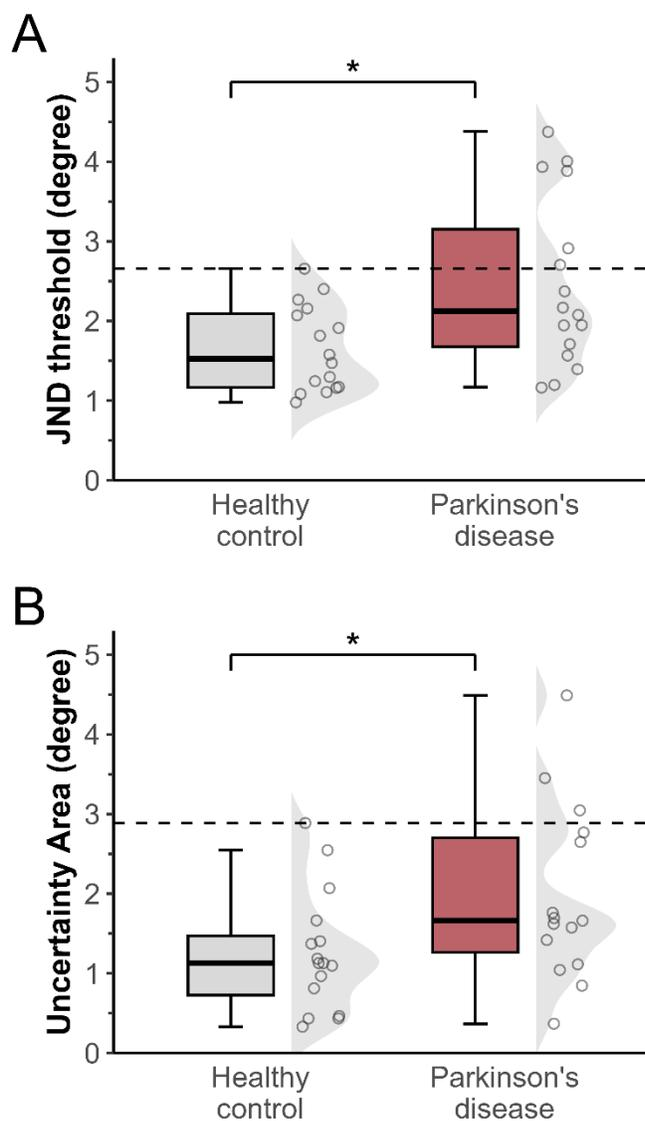 A
JND threshold (degree)
5
4
3
2
1
0
*
Healthy
control
Parkinson's
disease
B
Uncertainty Area (degree)
5
4
3
2
1
0
*
Healthy
control
Parkinson's
disease